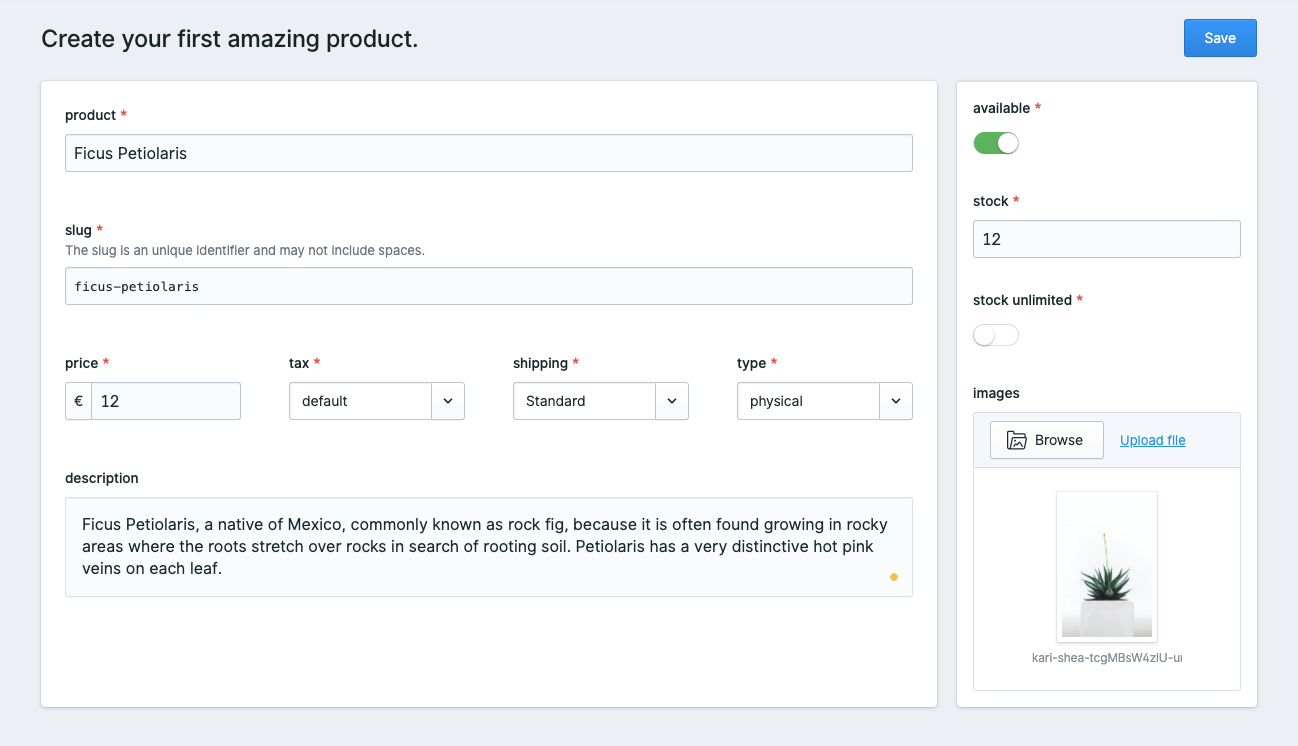 Create your first amazing product.
Save
product *
Ficus Petiolaris
slug *
The slug is an unique identifier and may not include spaces.
ficus-petiolaris
price *
tax *
shipping *
type *
€ 12
default
Standard
physical
description
Ficus Petiolaris, a native of Mexico, commonly known as rock fig, because it is often found growing in rocky
areas where the roots stretch over rocks in search of rooting soil. Petiolaris has a very distinctive hot pink
veins on each leaf.
available *
stock *
12
stock unlimited *
images
Browse
Upload file